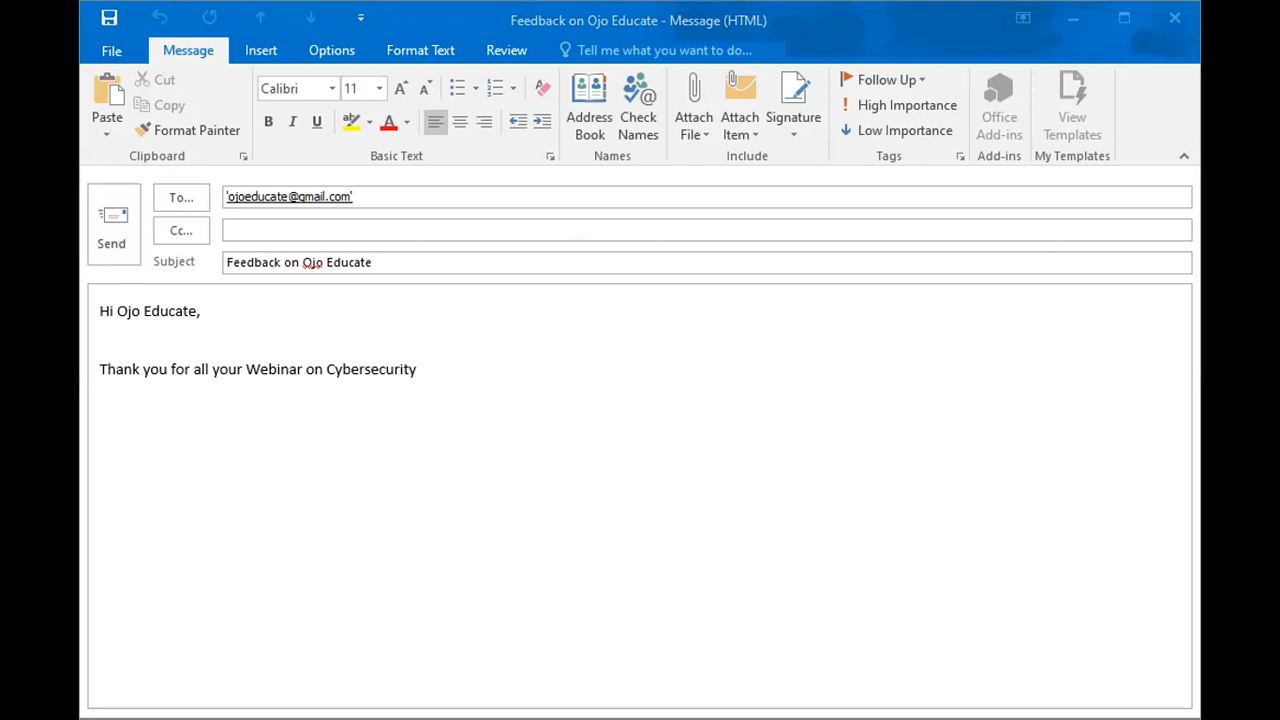 Feedback on Ojo Educate - Message (HTML)
File Message Insert Options Format Text Review Tell me what you want to do...
Paste
Cut
Copy
Format Painter
Clipboard
Calibri 11
B I U
Basic Text
Address Book
Check Names
Names
Attach File
Attach Item
Signature
Include
Follow Up
High Importance
Low Importance
Tags
Office Add-ins
Add-ins
View Templates
My Templates
Send
To... 'ojoeducate@gmail.com'
Cc...
Subject Feedback on Ojo Educate
Hi Ojo Educate,
Thank you for all your Webinar on Cybersecurity